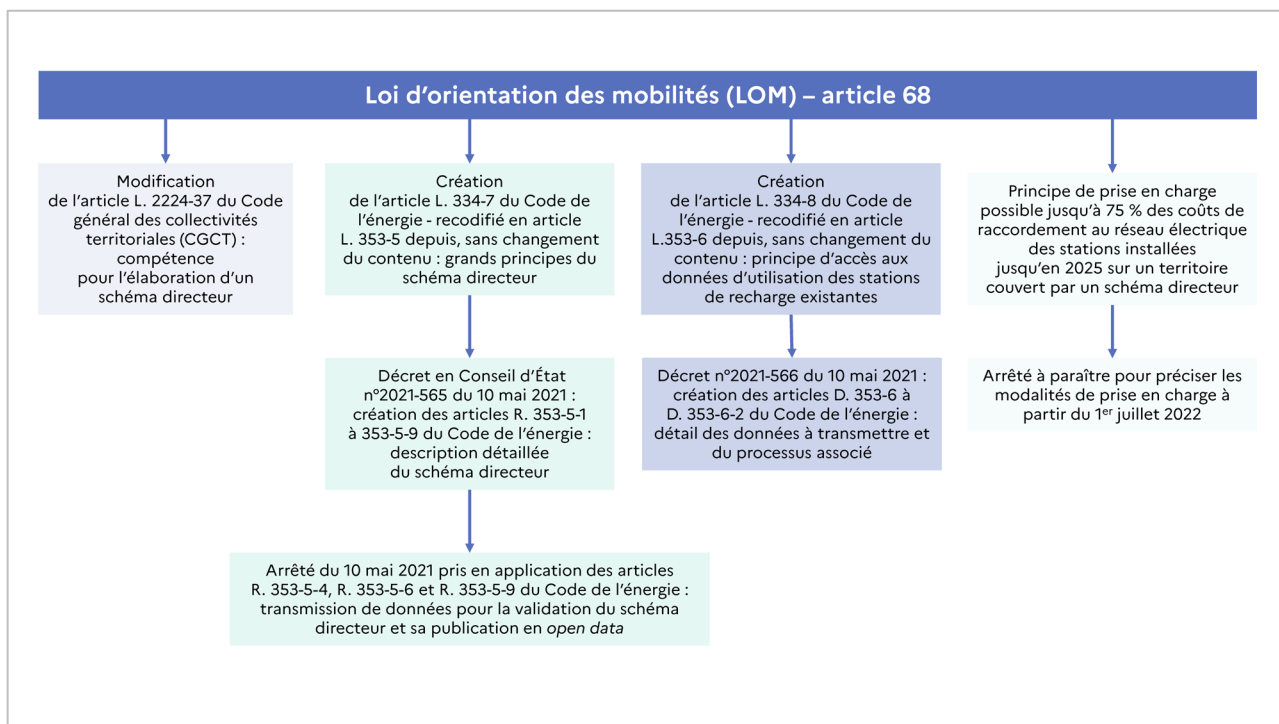 Loi d’orientation des mobilités (LOM) – article 68
Modification
de l’article L. 2224-37 du Code
général des collectivités
territoriales (CGCT) :
compétence
pour l’élaboration d’un
schéma directeur
Création
de l’article L. 334-7 du Code de
l’énergie - recodifié en article
L. 353-5 depuis, sans changement
du contenu : grands principes du
schéma directeur
Création
de l’article L. 334-8 du Code de
l’énergie - recodifié en article
L.353-6 depuis, sans changement du
contenu : principe d’accès aux
données d’utilisation des stations
de recharge existantes
Principe de prise en charge
possible jusqu’à 75 % des coûts de
raccordement au réseau électrique
des stations installées
jusqu’en 2025 sur un territoire
couvert par un schéma directeur
Décret en Conseil d’État
n°2021-565 du 10 mai 2021 :
création des articles R. 353-5-1
à 353-5-9 du Code de l’énergie :
description détaillée
du schéma directeur
Décret n°2021-566 du 10 mai 2021 :
création des articles D. 353-6 à
D. 353-6-2 du Code de l’énergie :
détail des données à transmettre et
du processus associé
Arrêté à paraître pour préciser les
modalités de prise en charge à
partir du 1er juillet 2022
Arrêté du 10 mai 2021 pris en application des articles
R. 353-5-4, R. 353-5-6 et R. 353-5-9 du Code de l’énergie :
transmission de données pour la validation du schéma
directeur et sa publication en open data